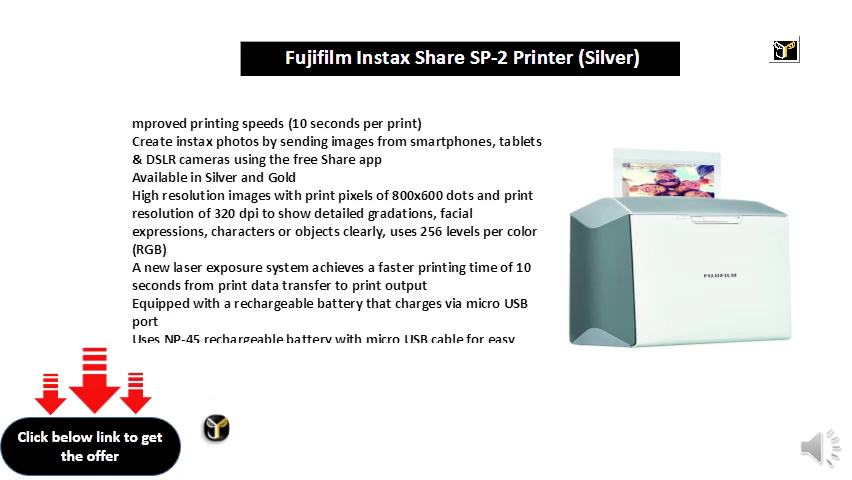 Fujifilm Instax Share SP-2 Printer (Silver)
mproved printing speeds (10 seconds per print)
Create instax photos by sending images from smartphones, tablets
& DSLR cameras using the free Share app
Available in Silver and Gold
High resolution images with print pixels of 800x600 dots and print
resolution of 320 dpi to show detailed gradations, facial
expressions, characters or objects clearly, uses 256 levels per color
(RGB)
A new laser exposure system achieves a faster printing time of 10
seconds from print data transfer to print output
Equipped with a rechargeable battery that charges via micro USB
port
Uses NP-45 rechargeable battery with micro USB cable for easy
FUJIFILM
Click below link to get
the offer